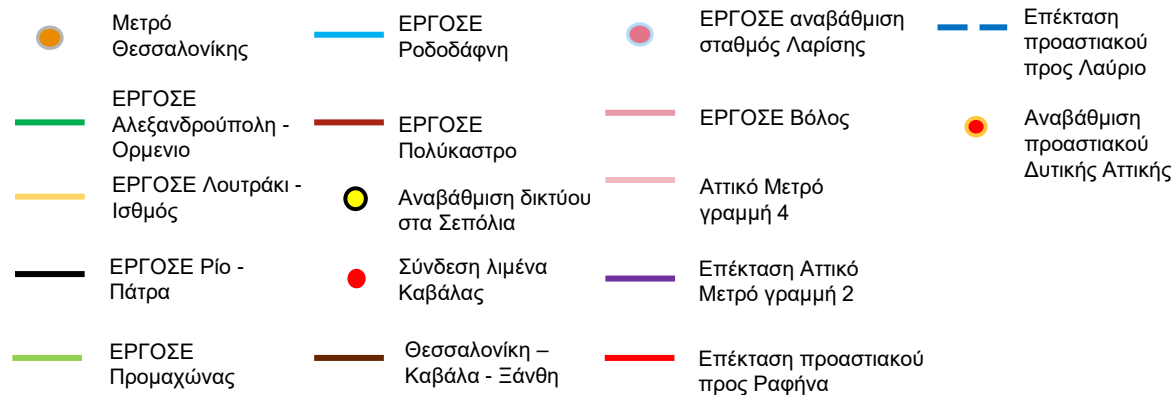 Μετρό
Θεσσαλονίκης
ΕΡΓΟΣΕ
Αλεξανδρούπολη -
Ορμενιο
ΕΡΓΟΣΕ Λουτράκι -
Ισθμός
ΕΡΓΟΣΕ Ρίο -
Πάτρα
ΕΡΓΟΣΕ
Προμαχώνας
ΕΡΓΟΣΕ
Ροδοδάφνη
ΕΡΓΟΣΕ
Πολύκαστρο
Αναβάθμιση δικτύου
στα Σεπόλια
Σύνδεση λιμένα
Καβάλας
Θεσσαλονίκη –
Καβάλα - Ξάνθη
ΕΡΓΟΣΕ αναβάθμιση
σταθμός Λαρίσης
ΕΡΓΟΣΕ Βόλος
Αττικό Μετρό
γραμμή 4
Επέκταση Αττικό
Μετρό γραμμή 2
Επέκταση προαστιακού
προς Ραφήνα
Επέκταση
προαστιακού
προς Λαύριο
Αναβάθμιση
προαστιακού
Δυτικής Αττικής